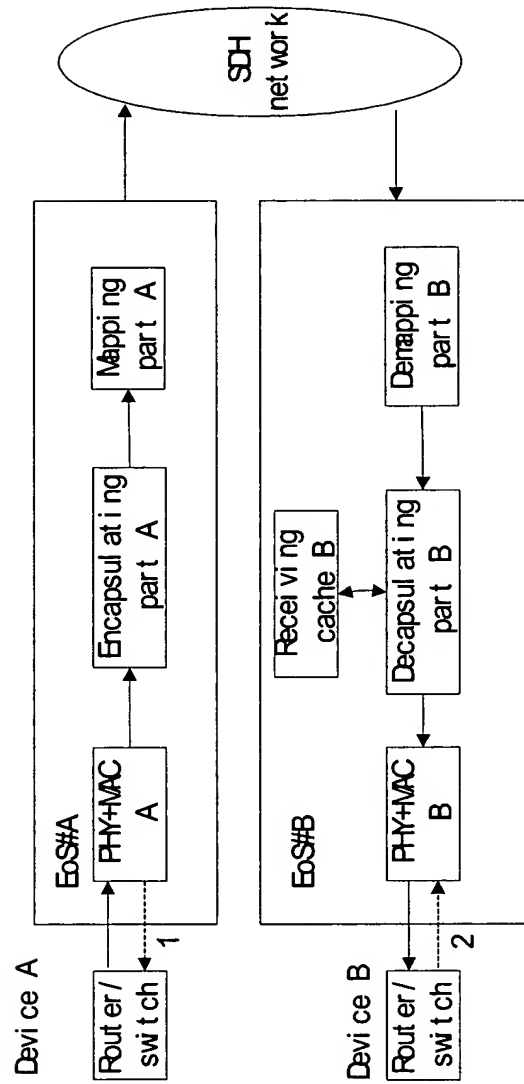 Device A
Router/
switch
1
EoS#A
PHY+MAC
A
Encapsulating
part A
Mapping
part A
SDH
network
Device B
Router/
switch
2
EoS#B
PHY+MAC
B
Receiving
cache B
Decapsulating
part B
Demapping
part B